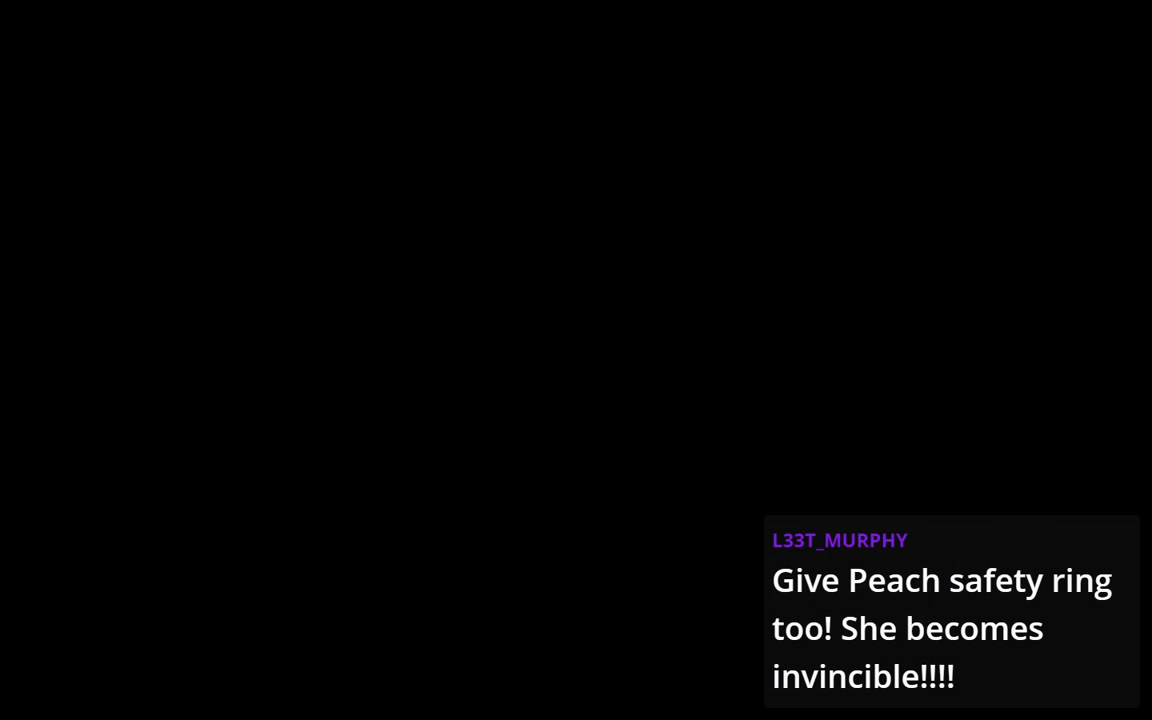 L33T_MURPHY
Give Peach safety ring
too! She becomes
invincible!!!!